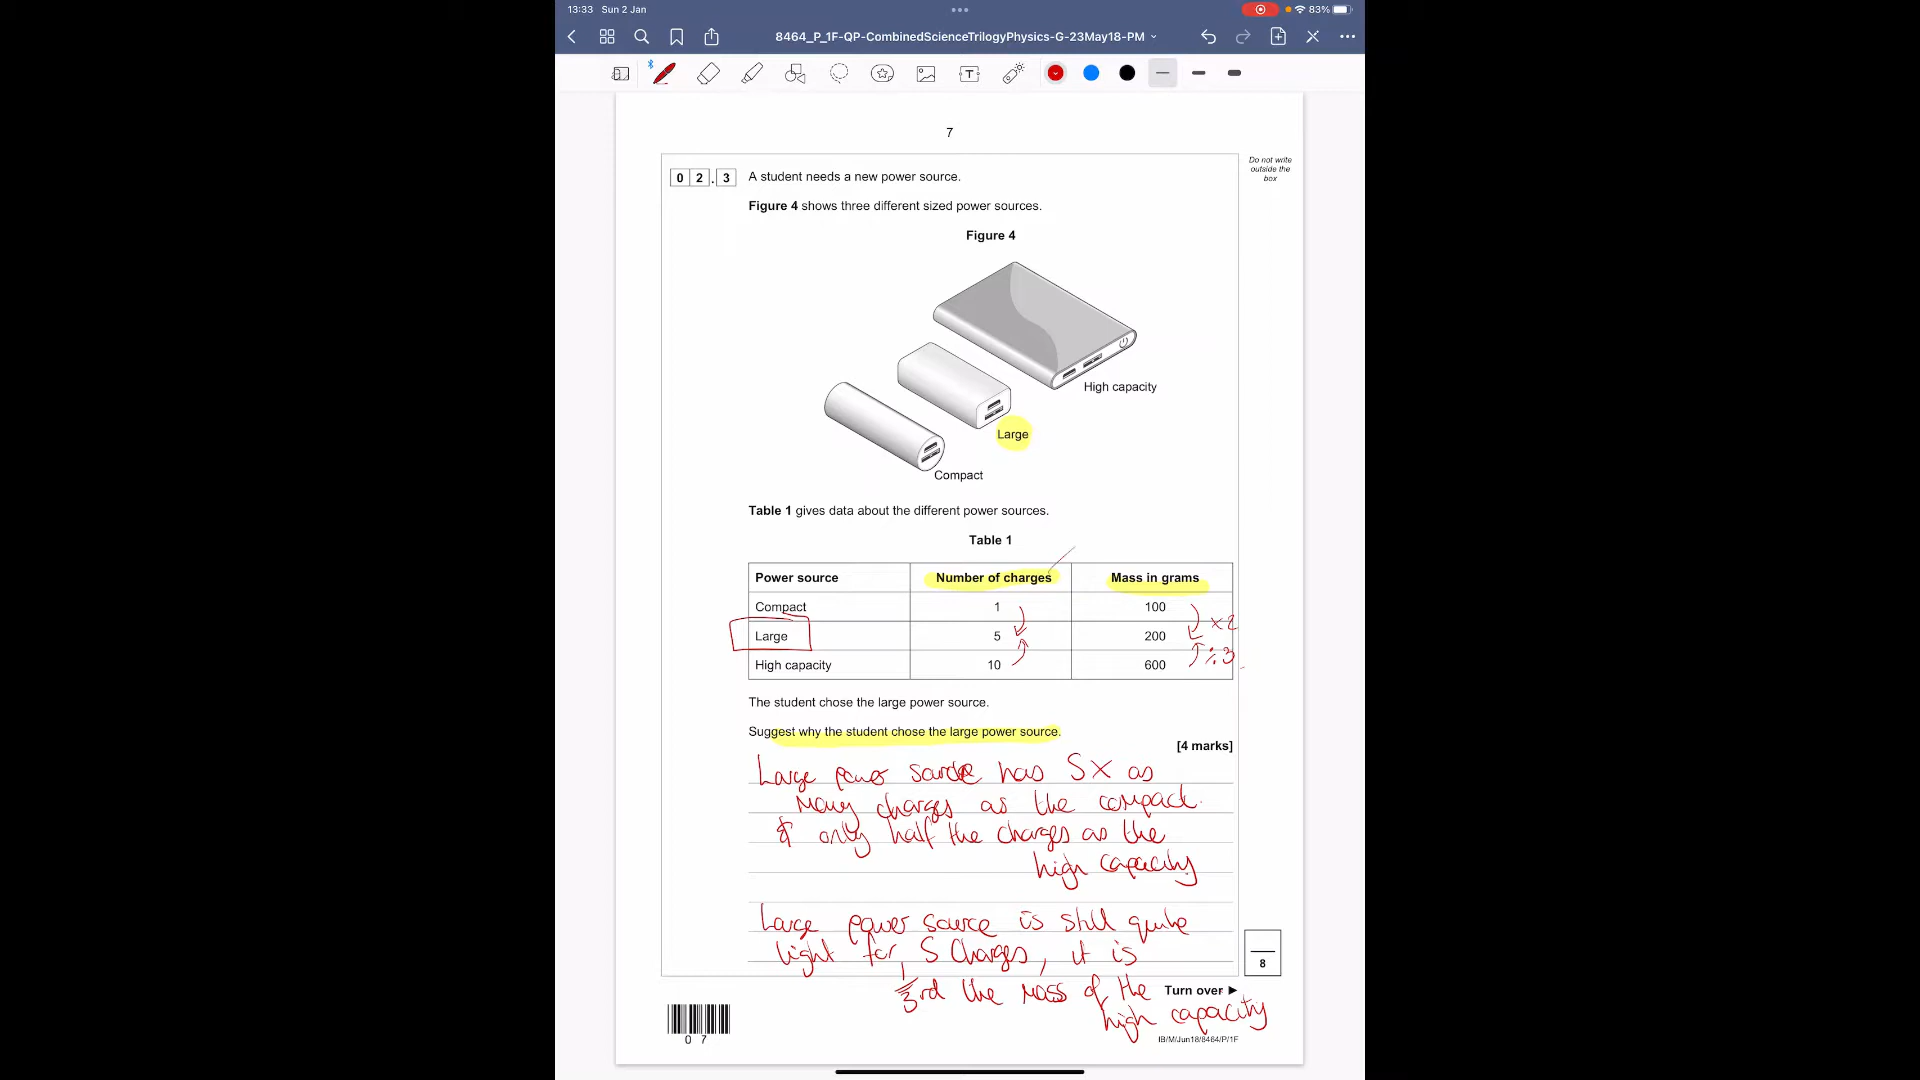 13:33 Sun 2 Jan
83%
8464_P_1F-QP-CombinedScienceTrilogyPhysics-G-23May18-PM
T
7
Do not write
outside the
box
0 2 . 3 A student needs a new power source.
Figure 4 shows three different sized power sources.
Figure 4
High capacity
Large
Compact
Table 1 gives data about the different power sources.
Table 1
Power source Number of charges Mass in grams
Compact 1 100
x2
Large 5 200
÷3
High capacity 10 600
The student chose the large power source.
Suggest why the student chose the large power source.
[4 marks]
Large power source has 5X as
many charges as the compact.
& only half the charges as the
high capacity
Large power source is still quite
light for 5 charges, it is
1/3rd the mass of the
high capacity
8
Turn over ►
0 7
IB/M/Jun18/8464/P/1F